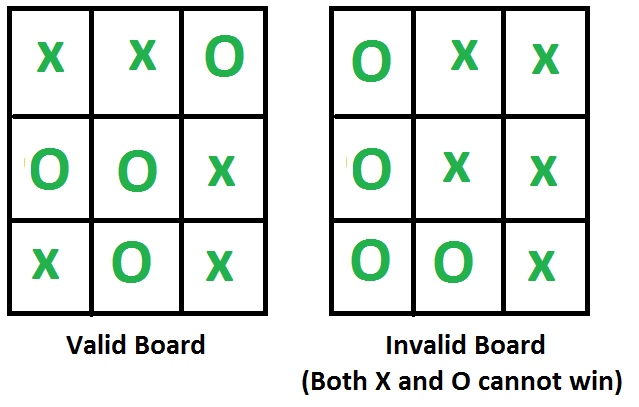 X X O
O O X
X O X
Valid Board
O X X
O X X
O O X
Invalid Board
(Both X and O cannot win)